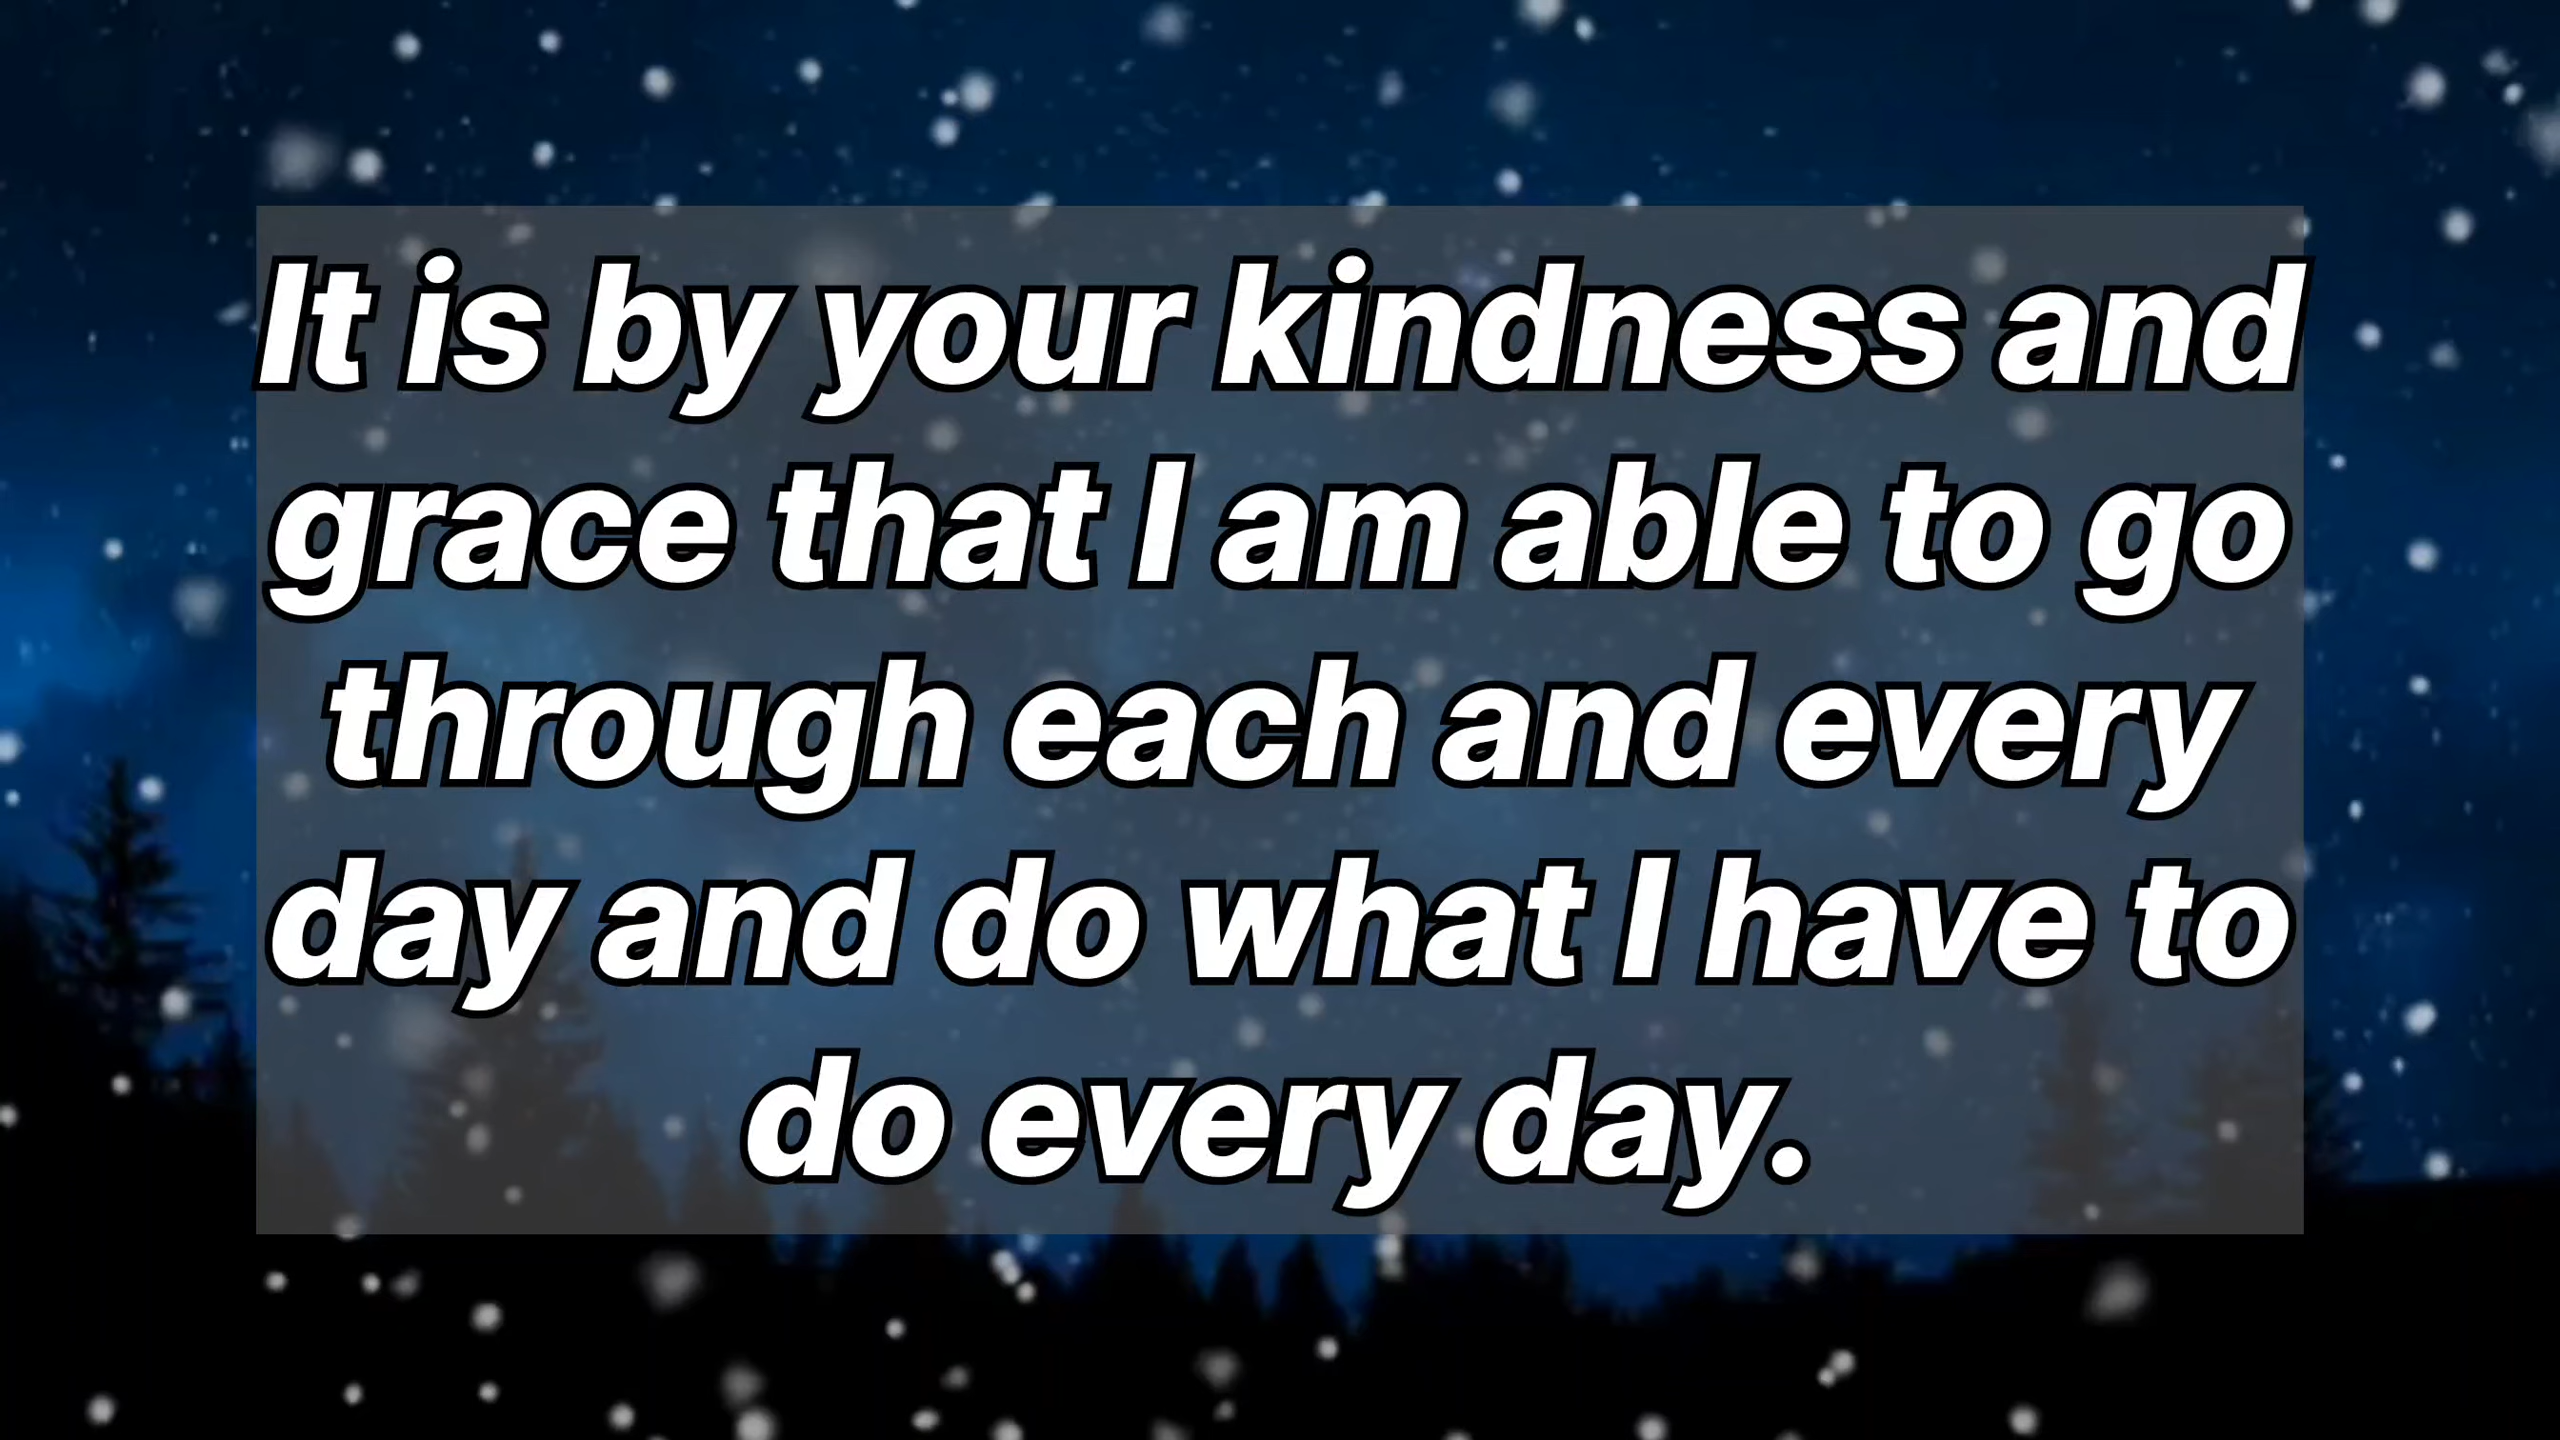 It is by your kindness and
grace that I am able to go
through each and every
day and do what I have to
do every day.